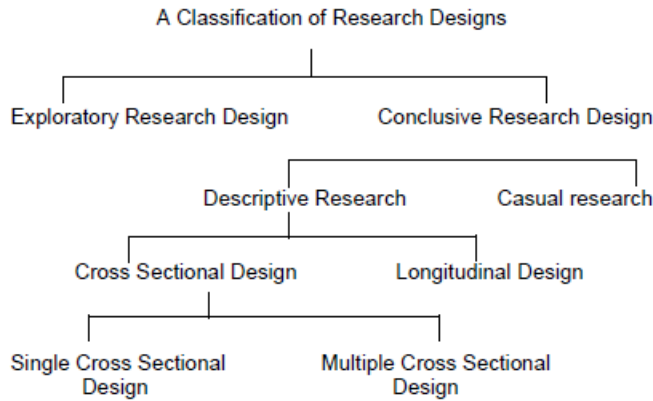 A Classification of Research Designs
Exploratory Research Design
Conclusive Research Design
Descriptive Research
Casual research
Cross Sectional Design
Longitudinal Design
Single Cross Sectional
Design
Multiple Cross Sectional
Design